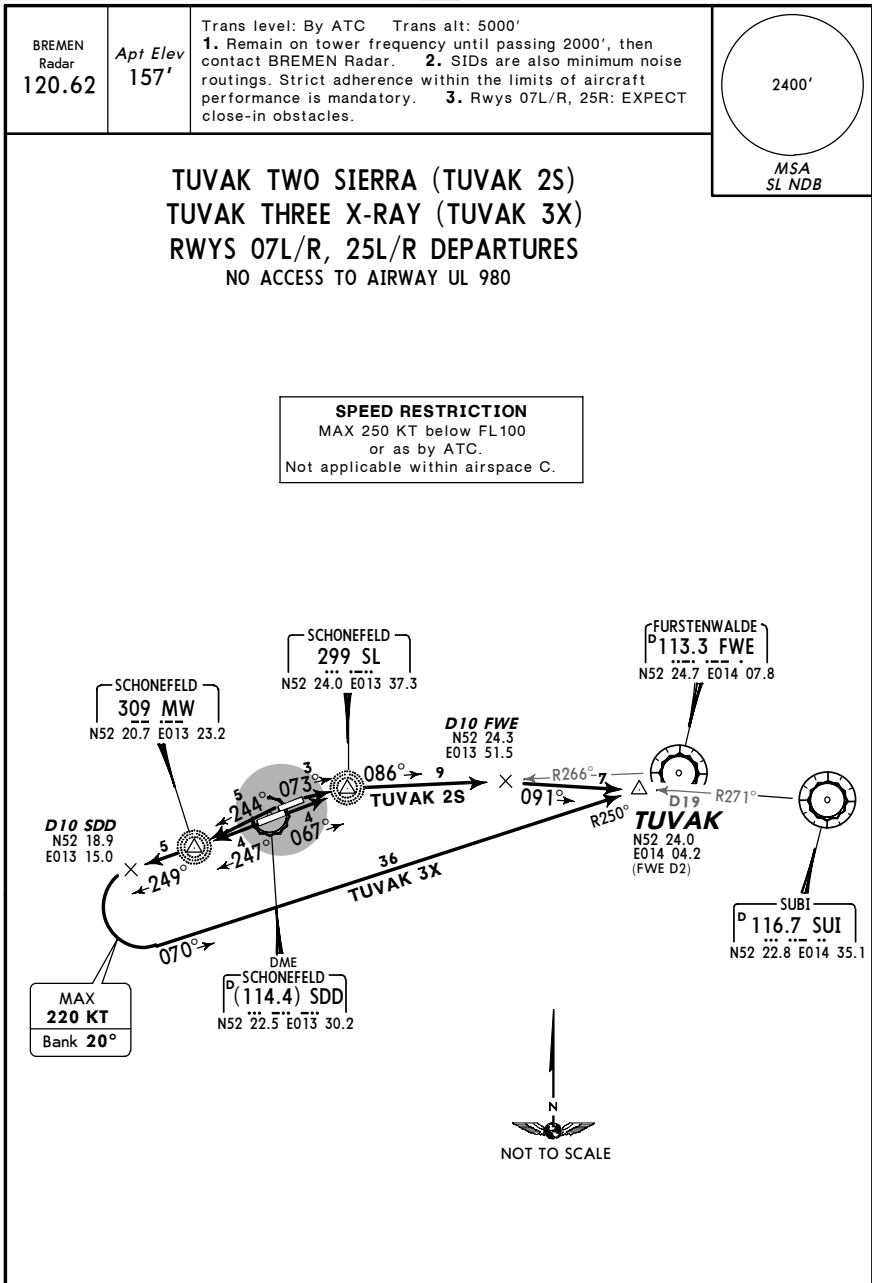 BREMEN
Radar
120.62
Apt Elev
157'
Trans level: By ATC Trans alt: 5000'
1. Remain on tower frequency until passing 2000', then
contact BREMEN Radar. 2. SIDs are also minimum noise
routings. Strict adherence within the limits of aircraft
performance is mandatory. 3. Rwys 07L/R, 25R: EXPECT
close-in obstacles.
2400'
MSA
SL NDB
TUVAK TWO SIERRA (TUVAK 2S)
TUVAK THREE X-RAY (TUVAK 3X)
RWYS 07L/R, 25L/R DEPARTURES
NO ACCESS TO AIRWAY UL 980
SPEED RESTRICTION
MAX 250 KT below FL100
or as by ATC.
Not applicable within airspace C.
SCHONEFELD
309 MW
N52 20.7 E013 23.2
SCHONEFELD
299 SL
N52 24.0 E013 37.3
FURSTENWALDE
D 113.3 FWE
N52 24.7 E014 07.8
D10 FWE
N52 24.3
E013 51.5
D10 SDD
N52 18.9
E013 15.0
5
249°
5
244°
4
247°
3
073°
4
067°
086°
9
TUVAK 2S
R266°
7
091°
R250°
D19
R271°
TUVAK
N52 24.0
E014 04.2
(FWE D2)
36
TUVAK 3X
070°
SUBI
D 116.7 SUI
N52 22.8 E014 35.1
DME
SCHONEFELD
D (114.4) SDD
N52 22.5 E013 30.2
MAX
220 KT
Bank 20°
N
NOT TO SCALE